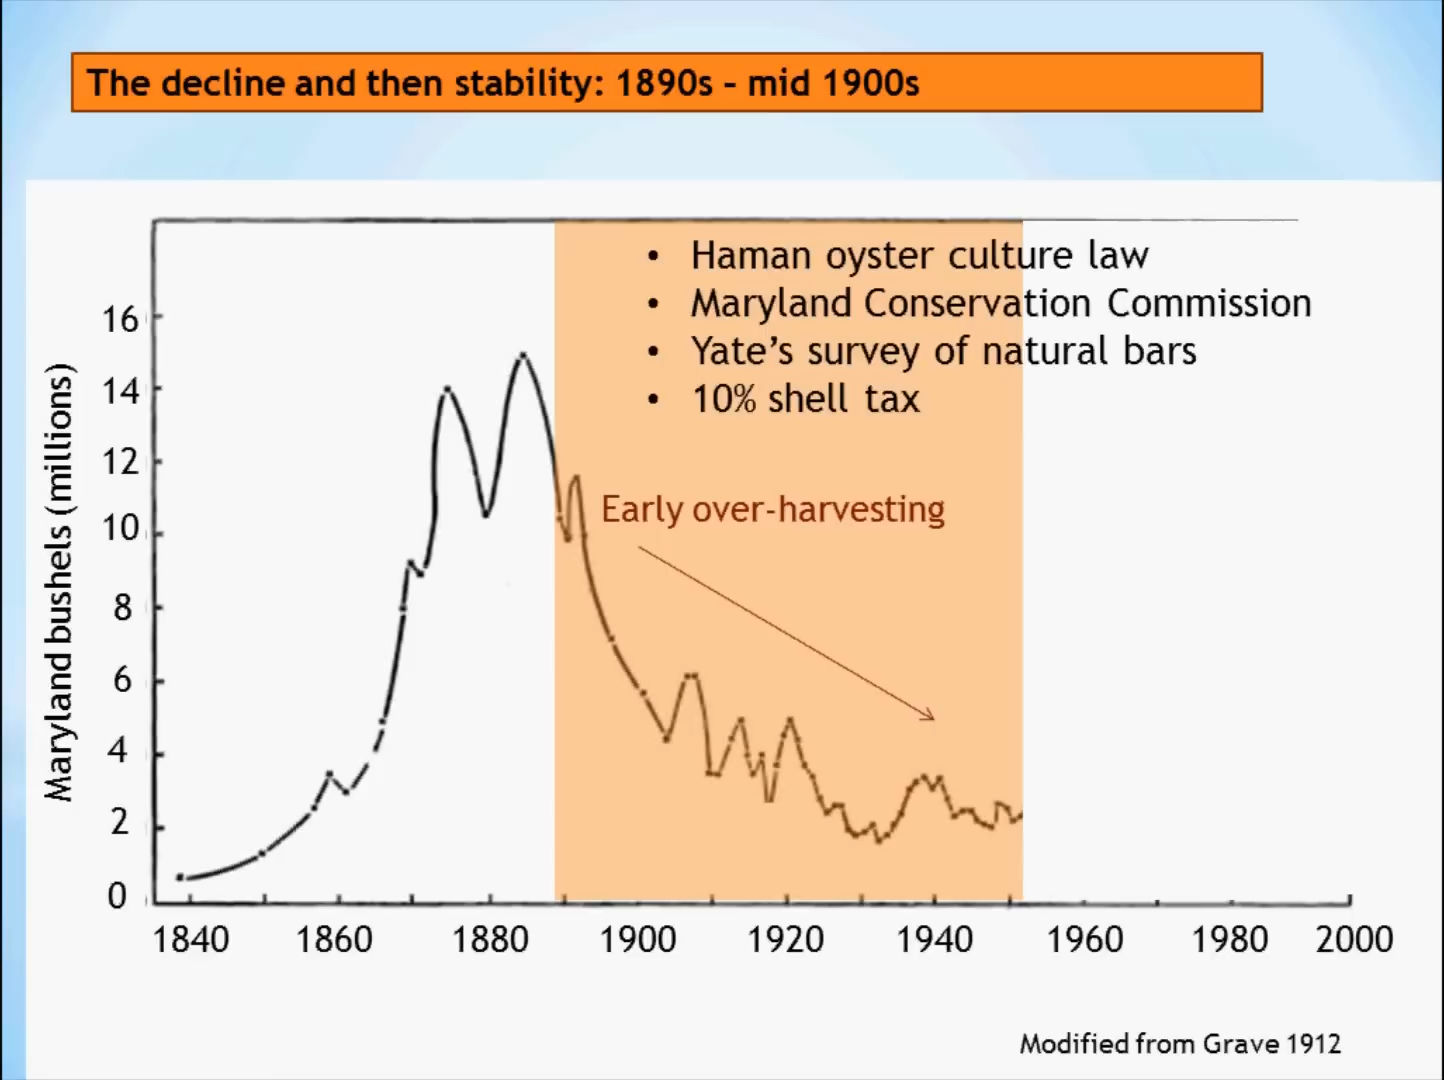 The decline and then stability: 1890s – mid 1900s
• Haman oyster culture law
• Maryland Conservation Commission
• Yate's survey of natural bars
• 10% shell tax
Early over-harvesting
Maryland bushels (millions)
16
14
12
10
8
6
4
2
0
1840 1860 1880 1900 1920 1940 1960 1980 2000
Modified from Grave 1912